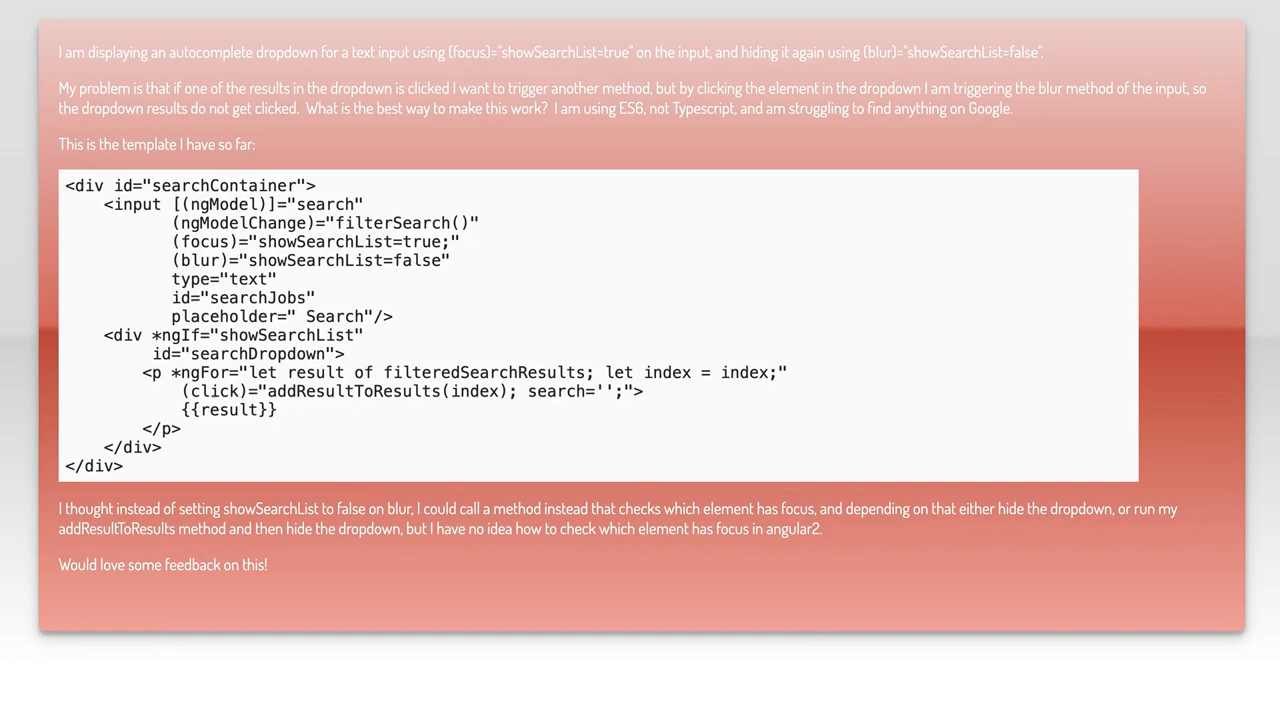 I am displaying an autocomplete dropdown for a text input using (focus)="showSearchList=true" on the input, and hiding it again using (blur)="showSearchList=false".
My problem is that if one of the results in the dropdown is clicked I want to trigger another method, but by clicking the element in the dropdown I am triggering the blur method of the input, so
the dropdown results do not get clicked.  What is the best way to make this work?  I am using ES6, not Typescript, and am struggling to find anything on Google.
This is the template I have so far:
<div id="searchContainer">
    <input [(ngModel)]="search"
           (ngModelChange)="filterSearch()"
           (focus)="showSearchList=true;"
           (blur)="showSearchList=false"
           type="text"
           id="searchJobs"
           placeholder=" Search"/>
    <div *ngIf="showSearchList"
         id="searchDropdown">
        <p *ngFor="let result of filteredSearchResults; let index = index;"
            (click)="addResultToResults(index); search='';">
            {{result}}
        </p>
    </div>
</div>
I thought instead of setting showSearchList to false on blur, I could call a method instead that checks which element has focus, and depending on that either hide the dropdown, or run my
addResultToResults method and then hide the dropdown, but I have no idea how to check which element has focus in angular2.
Would love some feedback on this!